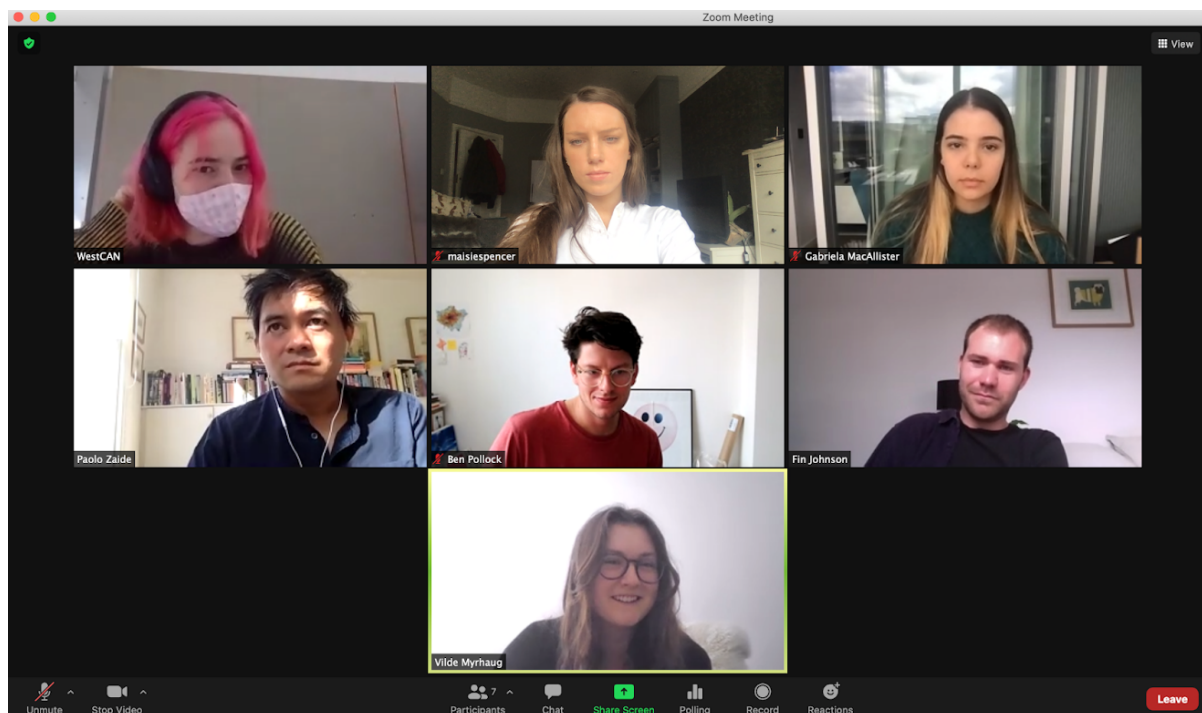 Zoom Meeting
View
WestCAN
maisiespencer
Gabriela MacAllister
Paolo Zaide
Ben Pollock
Fin Johnson
Vilde Myrhaug
Unmute
Stop Video
7
Participants
Chat
Share Screen
Polling
Record
Reactions
Leave